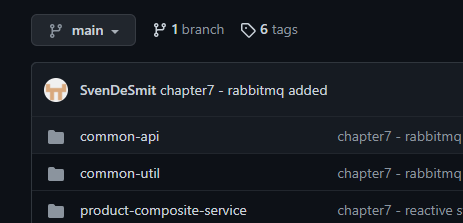 main 1 branch 6 tags
SvenDeSmit chapter7 - rabbitmq added
common-api chapter7 - rabbitmq
common-util chapter7 - rabbitmq
product-composite-service chapter7 - reactive s